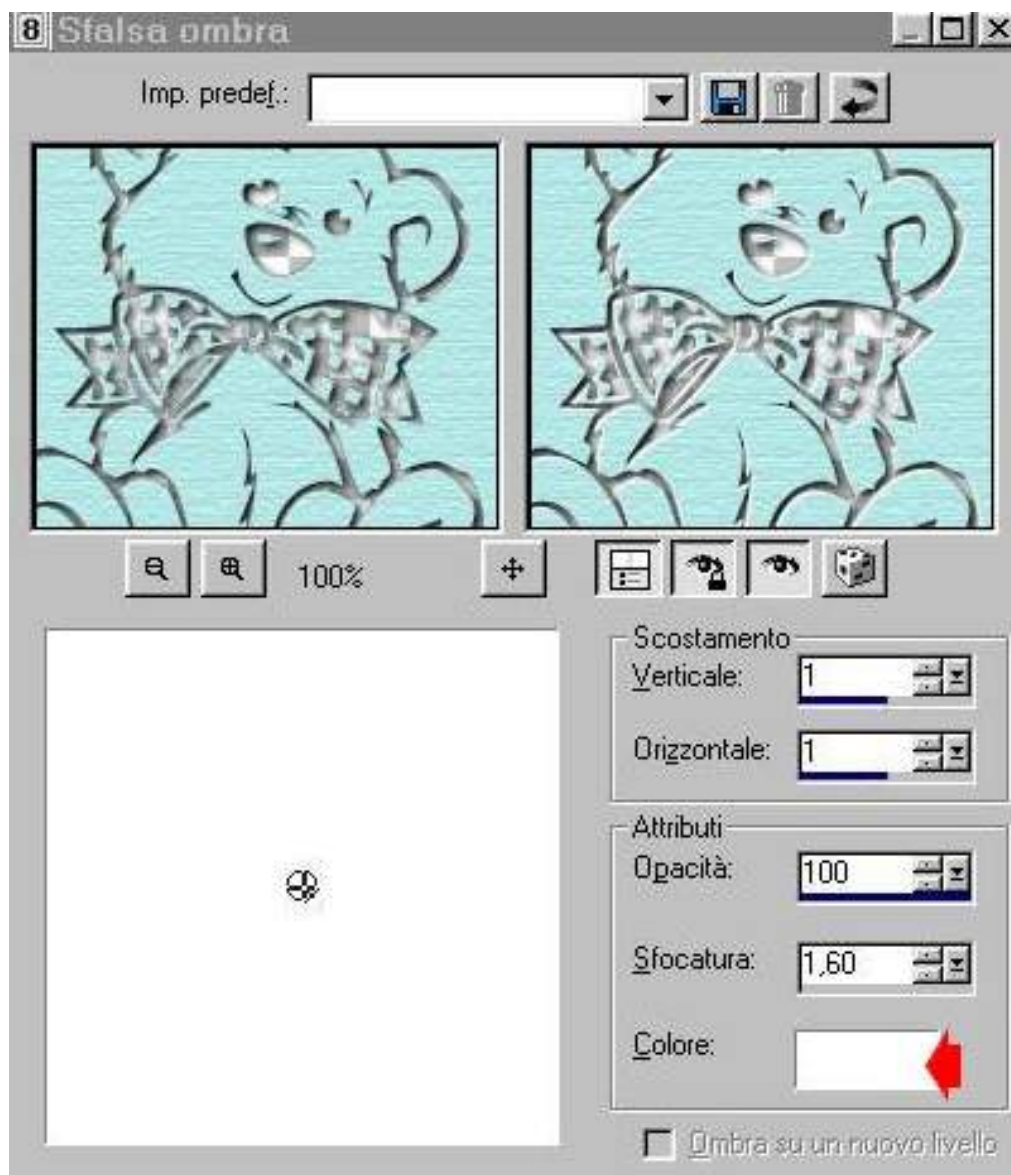 8 Sfalsa ombra
Imp. predef.:
100%
Scostamento
Verticale: 1
Orizzontale: 1
Attributi
Opacità: 100
Sfocatura: 1,60
Colore:
Ombra su un nuovo livello